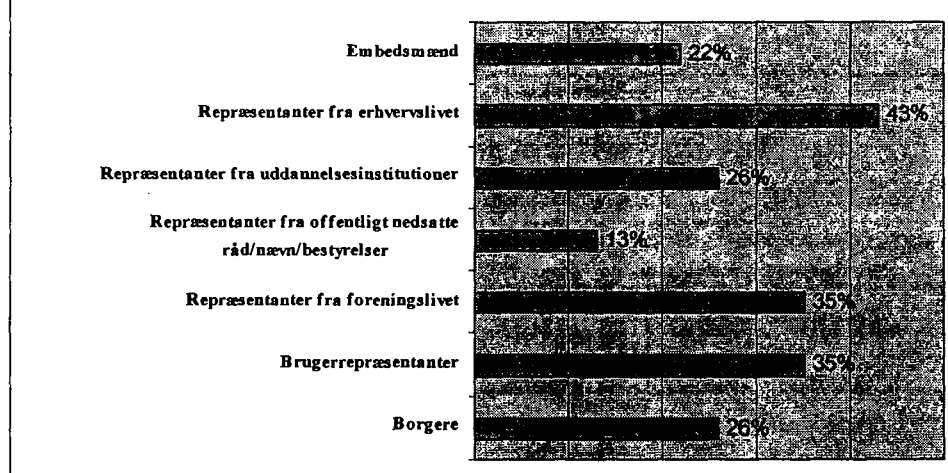 Embedsmænd 22%
Repræsentanter fra erhvervslivet 43%
Repræsentanter fra uddannelsesinstitutioner 26%
Repræsentanter fra offentligt nedsatte
råd/nævn/bestyrelser 13%
Repræsentanter fra foreningslivet 35%
Brugerrepræsentanter 35%
Borgere 26%